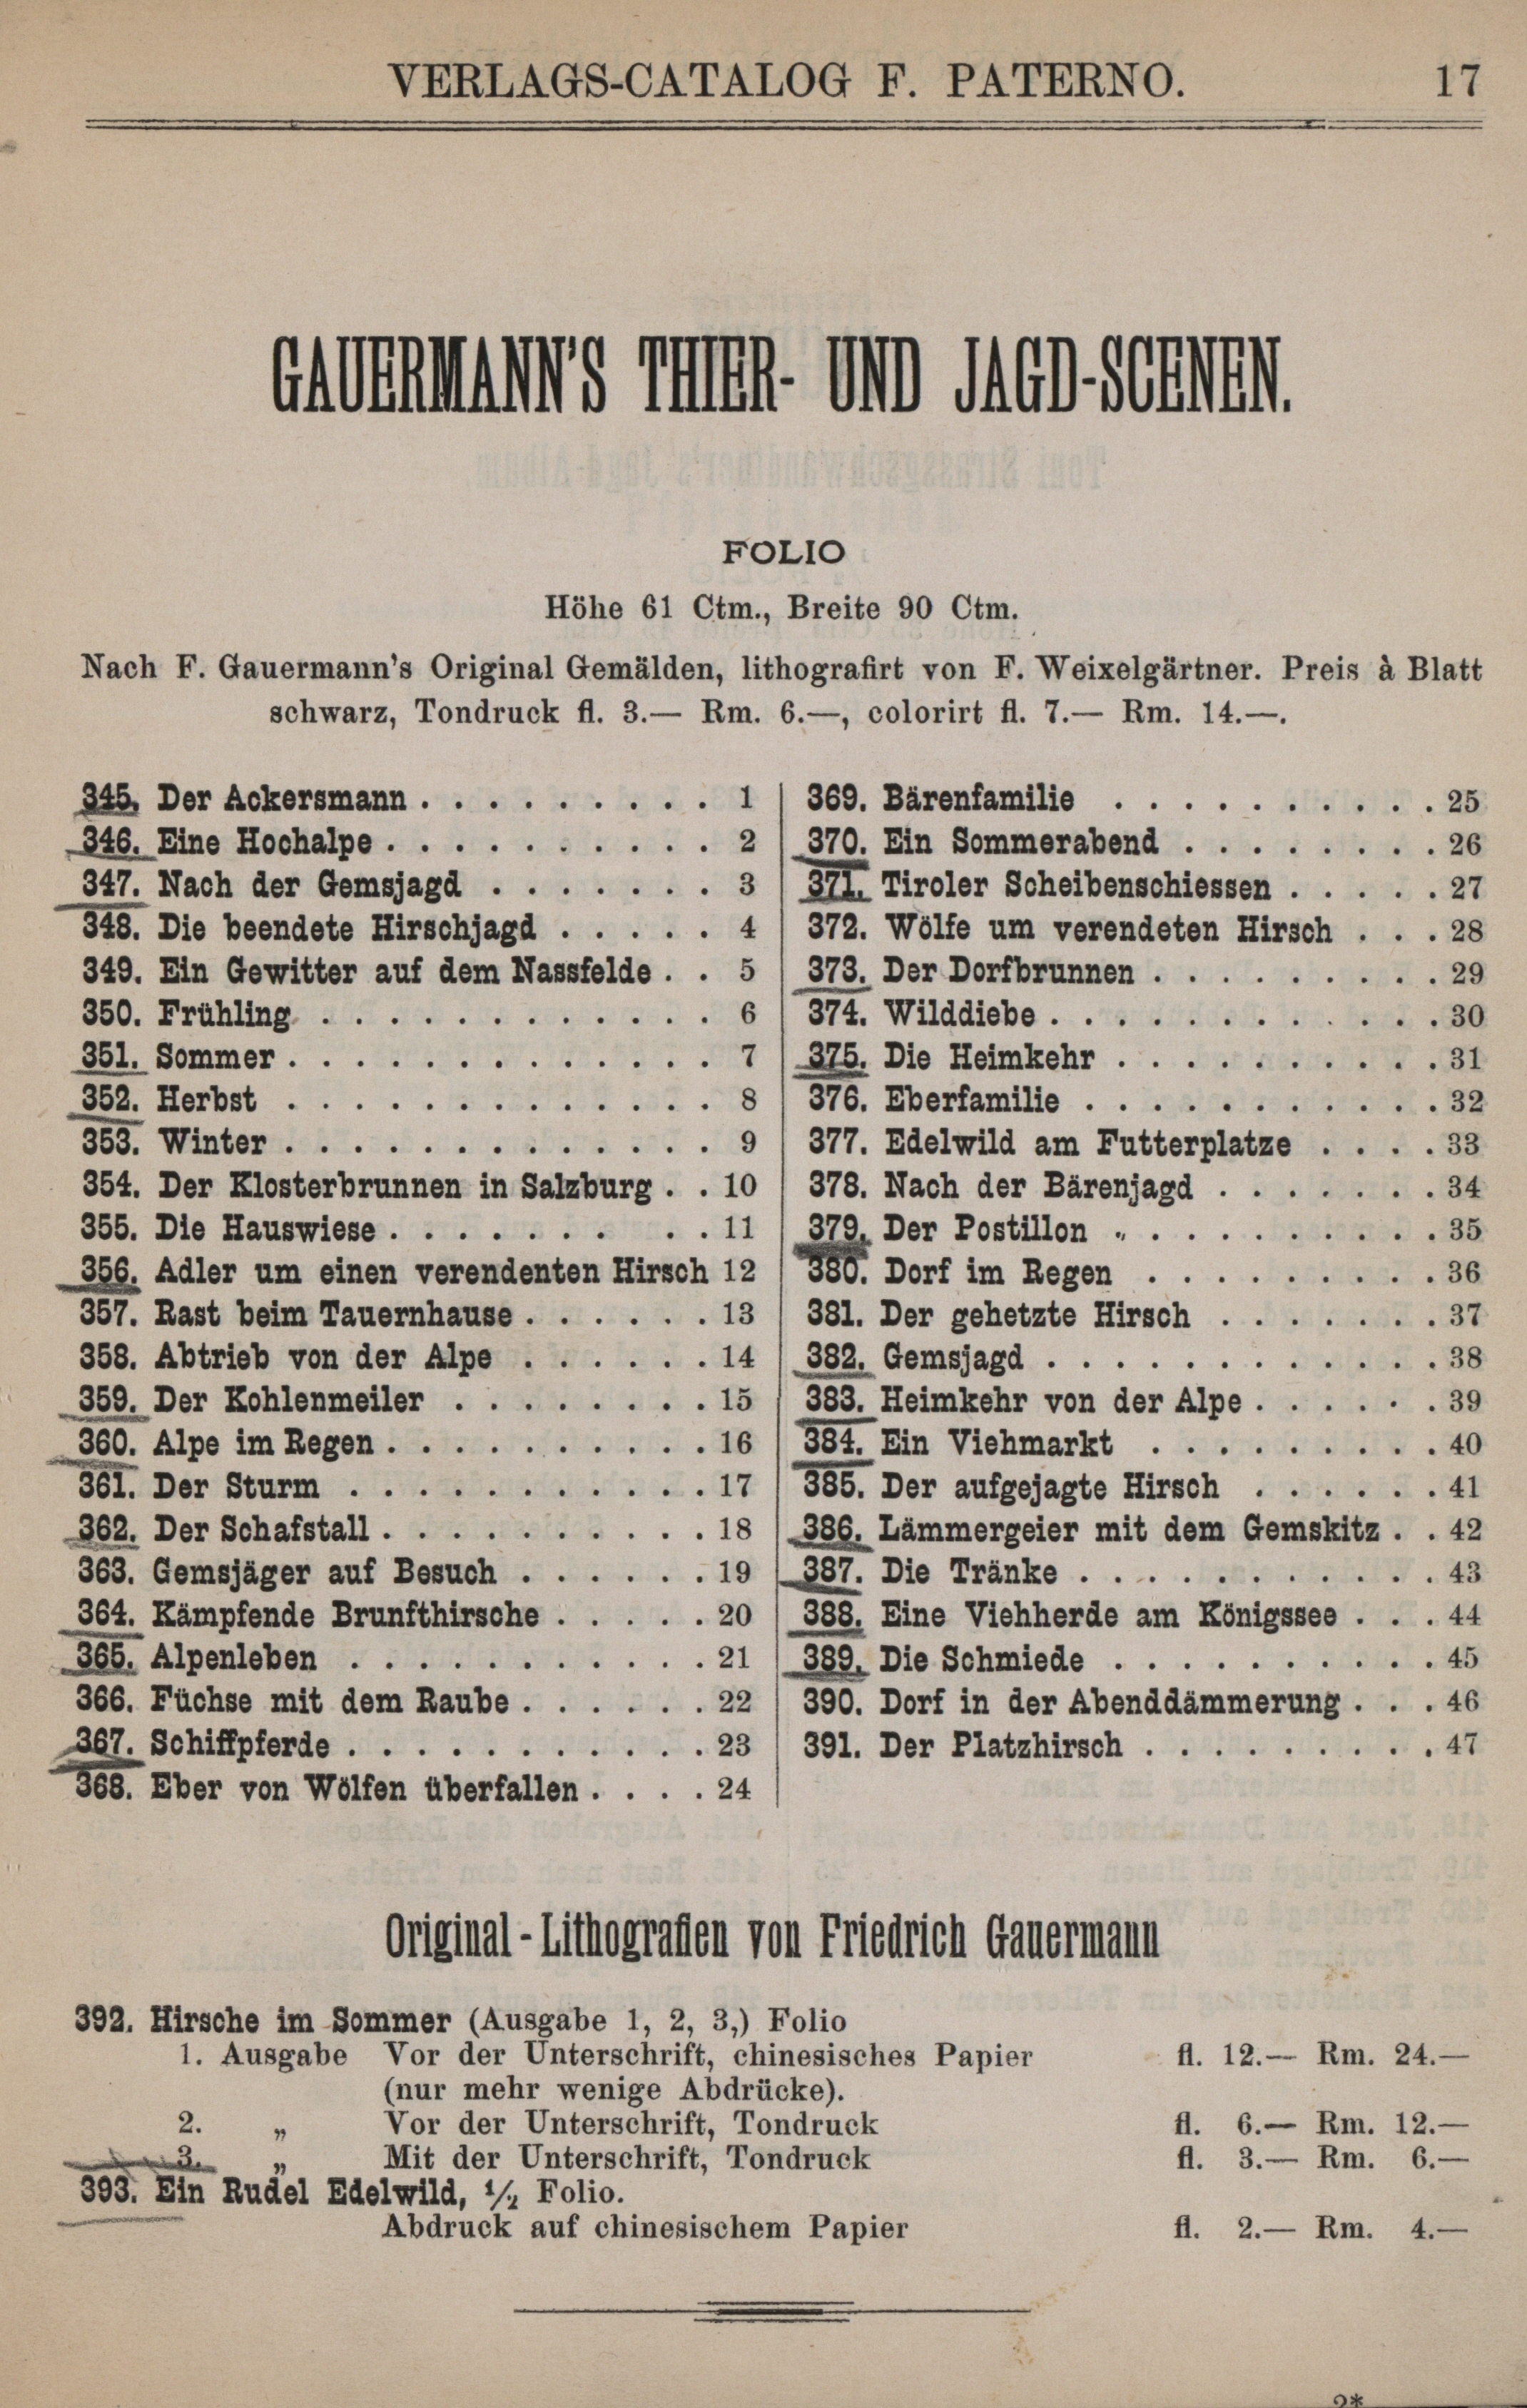 VERLAGS-CATALOG F. PATERNO. 17
GAUERMANN'S THIER- UND JAGD-SCENEN.
FOLIO
Höhe 61 Ctm., Breite 90 Ctm.
Nach F. Gauermann's Original Gemälden, lithografirt von F. Weixelgärtner. Preis à Blatt
schwarz, Tondruck fl. 3.— Rm. 6.—, colorirt fl. 7.— Rm. 14.—.
345. Der Ackersmann . . . . . . . . . 1
346. Eine Hochalpe . . . . . . . . . . 2
347. Nach der Gemsjagd . . . . . . . 3
348. Die beendete Hirschjagd . . . . . 4
349. Ein Gewitter auf dem Nassfelde . . 5
350. Frühling . . . . . . . . . . . . 6
351. Sommer . . . . . . . . . . . . . 7
352. Herbst . . . . . . . . . . . . . 8
353. Winter . . . . . . . . . . . . . 9
354. Der Klosterbrunnen in Salzburg . . 10
355. Die Hauswiese . . . . . . . . . 11
356. Adler um einen verendenten Hirsch 12
357. Rast beim Tauernhause . . . . . . 13
358. Abtrieb von der Alpe . . . . . . 14
359. Der Kohlenmeiler . . . . . . . . 15
360. Alpe im Regen . . . . . . . . . . 16
361. Der Sturm . . . . . . . . . . . 17
362. Der Schafstall . . . . . . . . . . 18
363. Gemsjäger auf Besuch . . . . . . 19
364. Kämpfende Brunfthirsche . . . . . 20
365. Alpenleben . . . . . . . . . . . 21
366. Füchse mit dem Raube . . . . . . 22
367. Schiffpferde . . . . . . . . . . . 23
368. Eber von Wölfen überfallen . . . . 24
369. Bärenfamilie . . . . . . . . . . 25
370. Ein Sommerabend . . . . . . . . 26
371. Tiroler Scheibenschiessen . . . . . 27
372. Wölfe um verendeten Hirsch . . . 28
373. Der Dorfbrunnen . . . . . . . . . 29
374. Wilddiebe . . . . . . . . . . . . 30
375. Die Heimkehr . . . . . . . . . . 31
376. Eberfamilie . . . . . . . . . . . 32
377. Edelwild am Futterplatze . . . . 33
378. Nach der Bärenjagd . . . . . . . 34
379. Der Postillon . . . . . . . . . . 35
380. Dorf im Regen . . . . . . . . . 36
381. Der gehetzte Hirsch . . . . . . . 37
382. Gemsjagd . . . . . . . . . . . . 38
383. Heimkehr von der Alpe . . . . . . 39
384. Ein Viehmarkt . . . . . . . . . 40
385. Der aufgejagte Hirsch . . . . . . 41
386. Lämmergeier mit dem Gemskitz . . 42
387. Die Tränke . . . . . . . . . . . 43
388. Eine Viehherde am Königssee . . . 44
389. Die Schmiede . . . . . . . . . . 45
390. Dorf in der Abenddämmerung . . . 46
391. Der Platzhirsch . . . . . . . . . 47
Original-Lithografien von Friedrich Gauermann
392. Hirsche im Sommer (Ausgabe 1, 2, 3,) Folio
1. Ausgabe Vor der Unterschrift, chinesisches Papier fl. 12.— Rm. 24.—
(nur mehr wenige Abdrücke).
2. „ Vor der Unterschrift, Tondruck fl. 6.— Rm. 12.—
3. „ Mit der Unterschrift, Tondruck fl. 3.— Rm. 6.—
393. Ein Rudel Edelwild, ½ Folio.
Abdruck auf chinesischem Papier fl. 2.— Rm. 4.—
2*